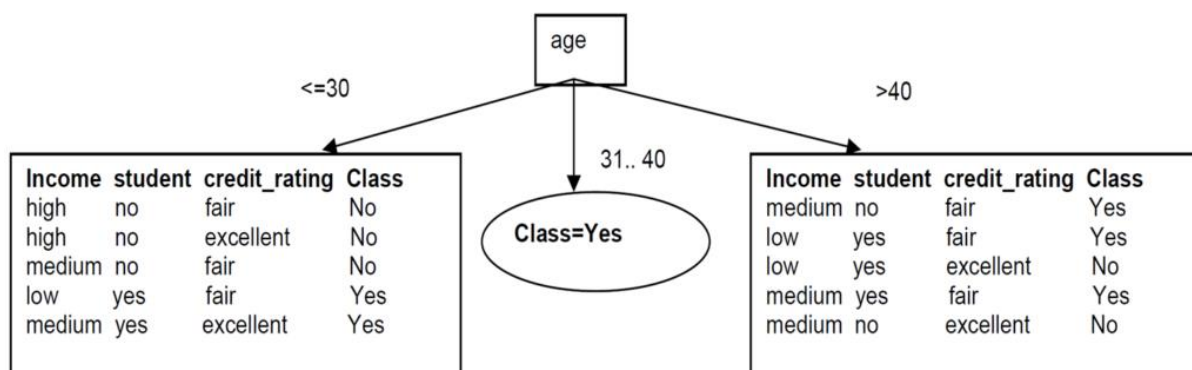 age
<=30
>40
31.. 40
Income student credit_rating Class
high no fair No
high no excellent No
medium no fair No
low yes fair Yes
medium yes excellent Yes
Class=Yes
Income student credit_rating Class
medium no fair Yes
low yes fair Yes
low yes excellent No
medium yes fair Yes
medium no excellent No